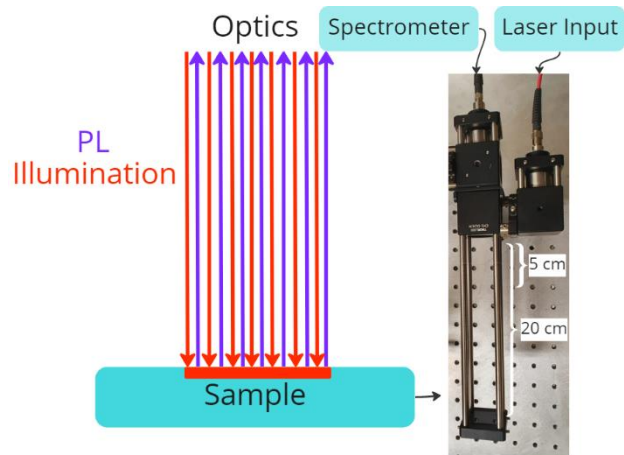 Optics
Spectrometer
Laser Input
PL
Illumination
5 cm
20 cm
Sample